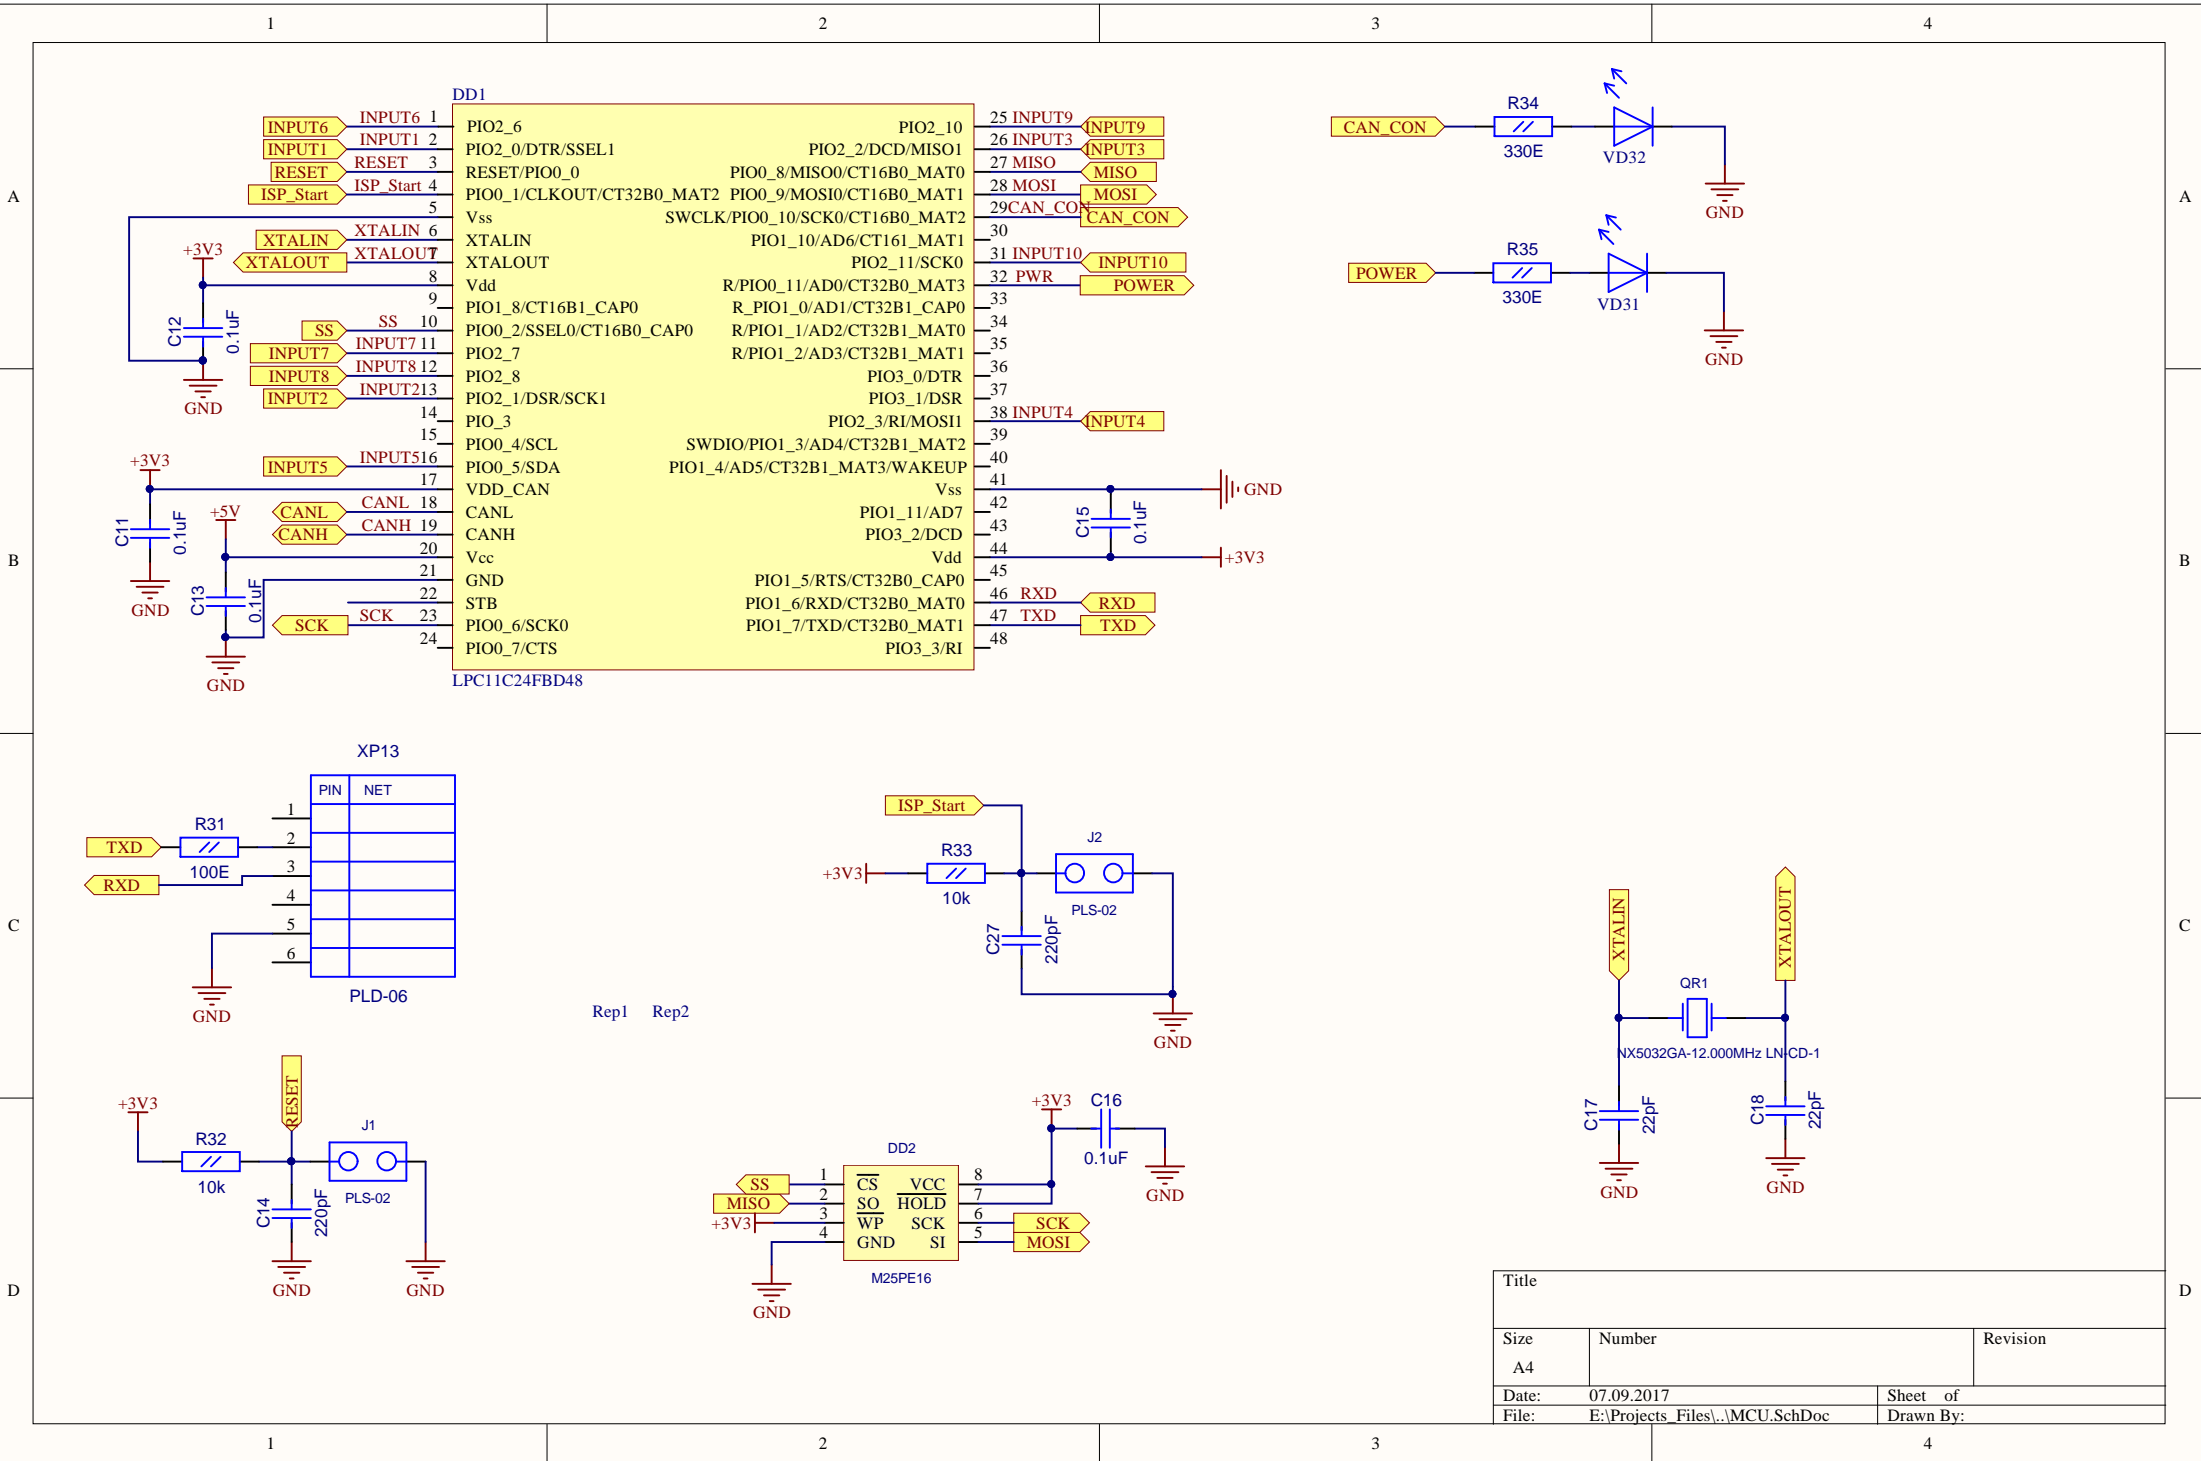 1 2 3 4
A A
B B
C C
D D
DD1
INPUT6 INPUT6 1 PIO2_6
INPUT1 INPUT1 2 PIO2_0/DTR/SSEL1
RESET RESET 3 RESET/PIO0_0
ISP_Start ISP_Start 4 PIO0_1/CLKOUT/CT32B0_MAT2
5 Vss
XTALIN XTALIN 6 XTALIN
XTALOUT XTALOUT 7 XTALOUT
+3V3 8 Vdd
9 PIO1_8/CT16B1_CAP0
SS SS 10 PIO0_2/SSEL0/CT16B0_CAP0
INPUT7 INPUT7 11 PIO2_7
INPUT8 INPUT8 12 PIO2_8
INPUT2 INPUT2 13 PIO2_1/DSR/SCK1
14 PIO_3
15 PIO0_4/SCL
INPUT5 INPUT5 16 PIO0_5/SDA
+3V3 17 VDD_CAN
CANL CANL 18 CANL
CANH CANH 19 CANH
+5V 20 Vcc
21 GND
22 STB
SCK SCK 23 PIO0_6/SCK0
24 PIO0_7/CTS
C12 0.1uF
GND
C11 0.1uF
GND
C13 0.1uF
GND
PIO2_10 25 INPUT9 INPUT9
PIO2_2/DCD/MISO1 26 INPUT3 INPUT3
PIO0_8/MISO0/CT16B0_MAT0 27 MISO MISO
PIO0_9/MOSI0/CT16B0_MAT1 28 MOSI MOSI
SWCLK/PIO0_10/SCK0/CT16B0_MAT2 29 CAN_CON CAN_CON
PIO1_10/AD6/CT161_MAT1 30
PIO2_11/SCK0 31 INPUT10 INPUT10
R/PIO0_11/AD0/CT32B0_MAT3 32 PWR POWER
R_PIO1_0/AD1/CT32B1_CAP0 33
R/PIO1_1/AD2/CT32B1_MAT0 34
R/PIO1_2/AD3/CT32B1_MAT1 35
PIO3_0/DTR 36
PIO3_1/DSR 37
PIO2_3/RI/MOSI1 38 INPUT4 INPUT4
SWDIO/PIO1_3/AD4/CT32B1_MAT2 39
PIO1_4/AD5/CT32B1_MAT3/WAKEUP 40
Vss 41 GND
PIO1_11/AD7 42
PIO3_2/DCD 43
Vdd 44 +3V3
PIO1_5/RTS/CT32B0_CAP0 45
PIO1_6/RXD/CT32B0_MAT0 46 RXD RXD
PIO1_7/TXD/CT32B0_MAT1 47 TXD TXD
PIO3_3/RI 48
C15 0.1uF
LPC11C24FBD48
CAN_CON R34 330E VD32 GND
POWER R35 330E VD31 GND
XP13
PIN NET
1
2
3
4
5
6
TXD R31 100E
RXD
GND
PLD-06
Rep1 Rep2
ISP_Start
+3V3 R33 10k
J2
PLS-02
C27 220pF
GND
XTALIN
XTALOUT
QR1
NX5032GA-12.000MHz LN-CD-1
C17 22pF
C18 22pF
GND
GND
+3V3
RESET
R32 10k
J1
PLS-02
C14 220pF
GND
GND
+3V3
C16
0.1uF
GND
DD2
SS 1 CS VCC 8
MISO 2 SO HOLD 7
+3V3 3 WP SCK 6 SCK
4 GND SI 5 MOSI
M25PE16
GND
Title
Size Number Revision
A4
Date: 07.09.2017 Sheet of
File: E:\Projects_Files\..\MCU.SchDoc Drawn By:
1 2 3 4